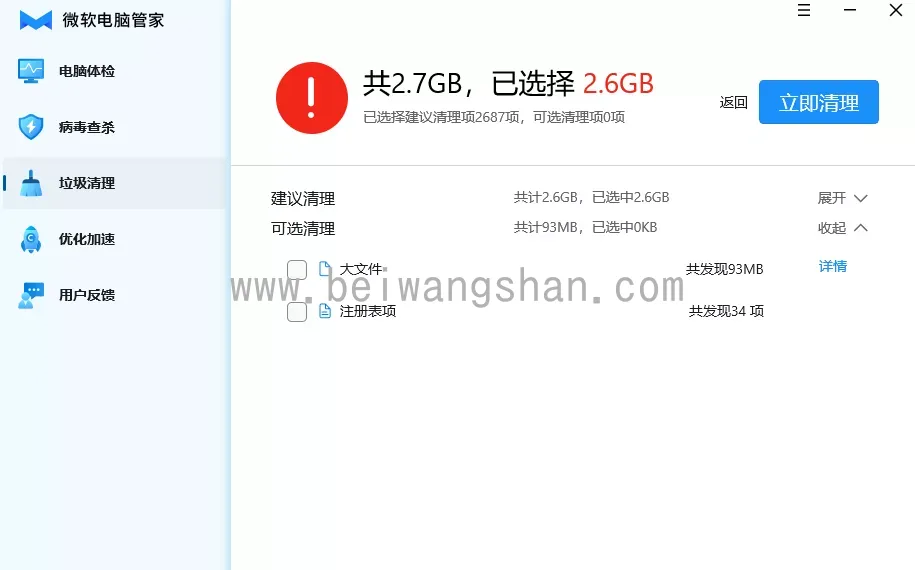 微软电脑管家
电脑体检
病毒查杀
垃圾清理
优化加速
用户反馈
共2.7GB，已选择 2.6GB
已选择建议清理项2687项，可选清理项0项
返回
立即清理
建议清理 共计2.6GB，已选中2.6GB 展开
可选清理 共计93MB，已选中0KB 收起
大文件 共发现93MB 详情
www.beiwangshan.com
注册表项 共发现34 项